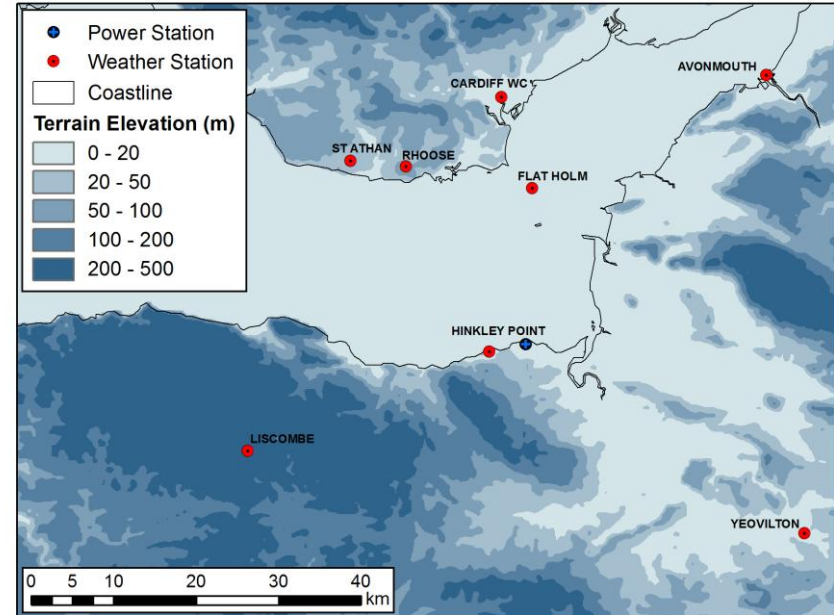 Power Station
Weather Station
Coastline
Terrain Elevation (m)
0 - 20
20 - 50
50 - 100
100 - 200
200 - 500
CARDIFF WC
AVONMOUTH
ST ATHAN
RHOOSE
FLAT HOLM
HINKLEY POINT
LISCOMBE
YEOVILTON
0 5 10 20 30 40
km